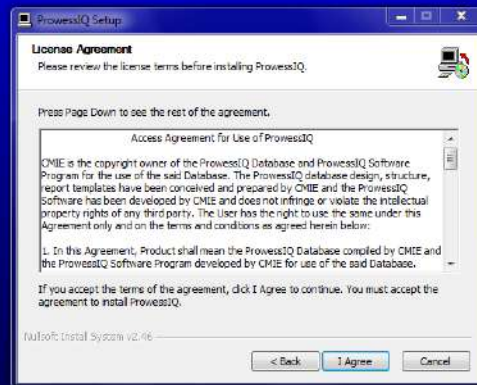 ProwessIQ Setup
License Agreement
Please review the license terms before installing ProwessIQ.
Press Page Down to see the rest of the agreement.
Access Agreement for Use of ProwessIQ
CMIE is the copyright owner of the ProwessIQ Database and ProwessIQ Software
Program for the use of the said Database. The ProwessIQ database design, structure,
report templates have been conceived and prepared by CMIE and the ProwessIQ
Software has been developed by CMIE and does not infringe or violate the intellectual
property rights of any third party. The User has the right to use the same under this
Agreement only and on the terms and conditions as agreed herein below:
1. In this Agreement, Product shall mean the ProwessIQ Database compiled by CMIE and
the ProwessIQ Software Program developed by CMIE for use of the said Database.
If you accept the terms of the agreement, click I Agree to continue. You must accept the
agreement to install ProwessIQ.
Nullsoft Install System v2.46
< Back
I Agree
Cancel